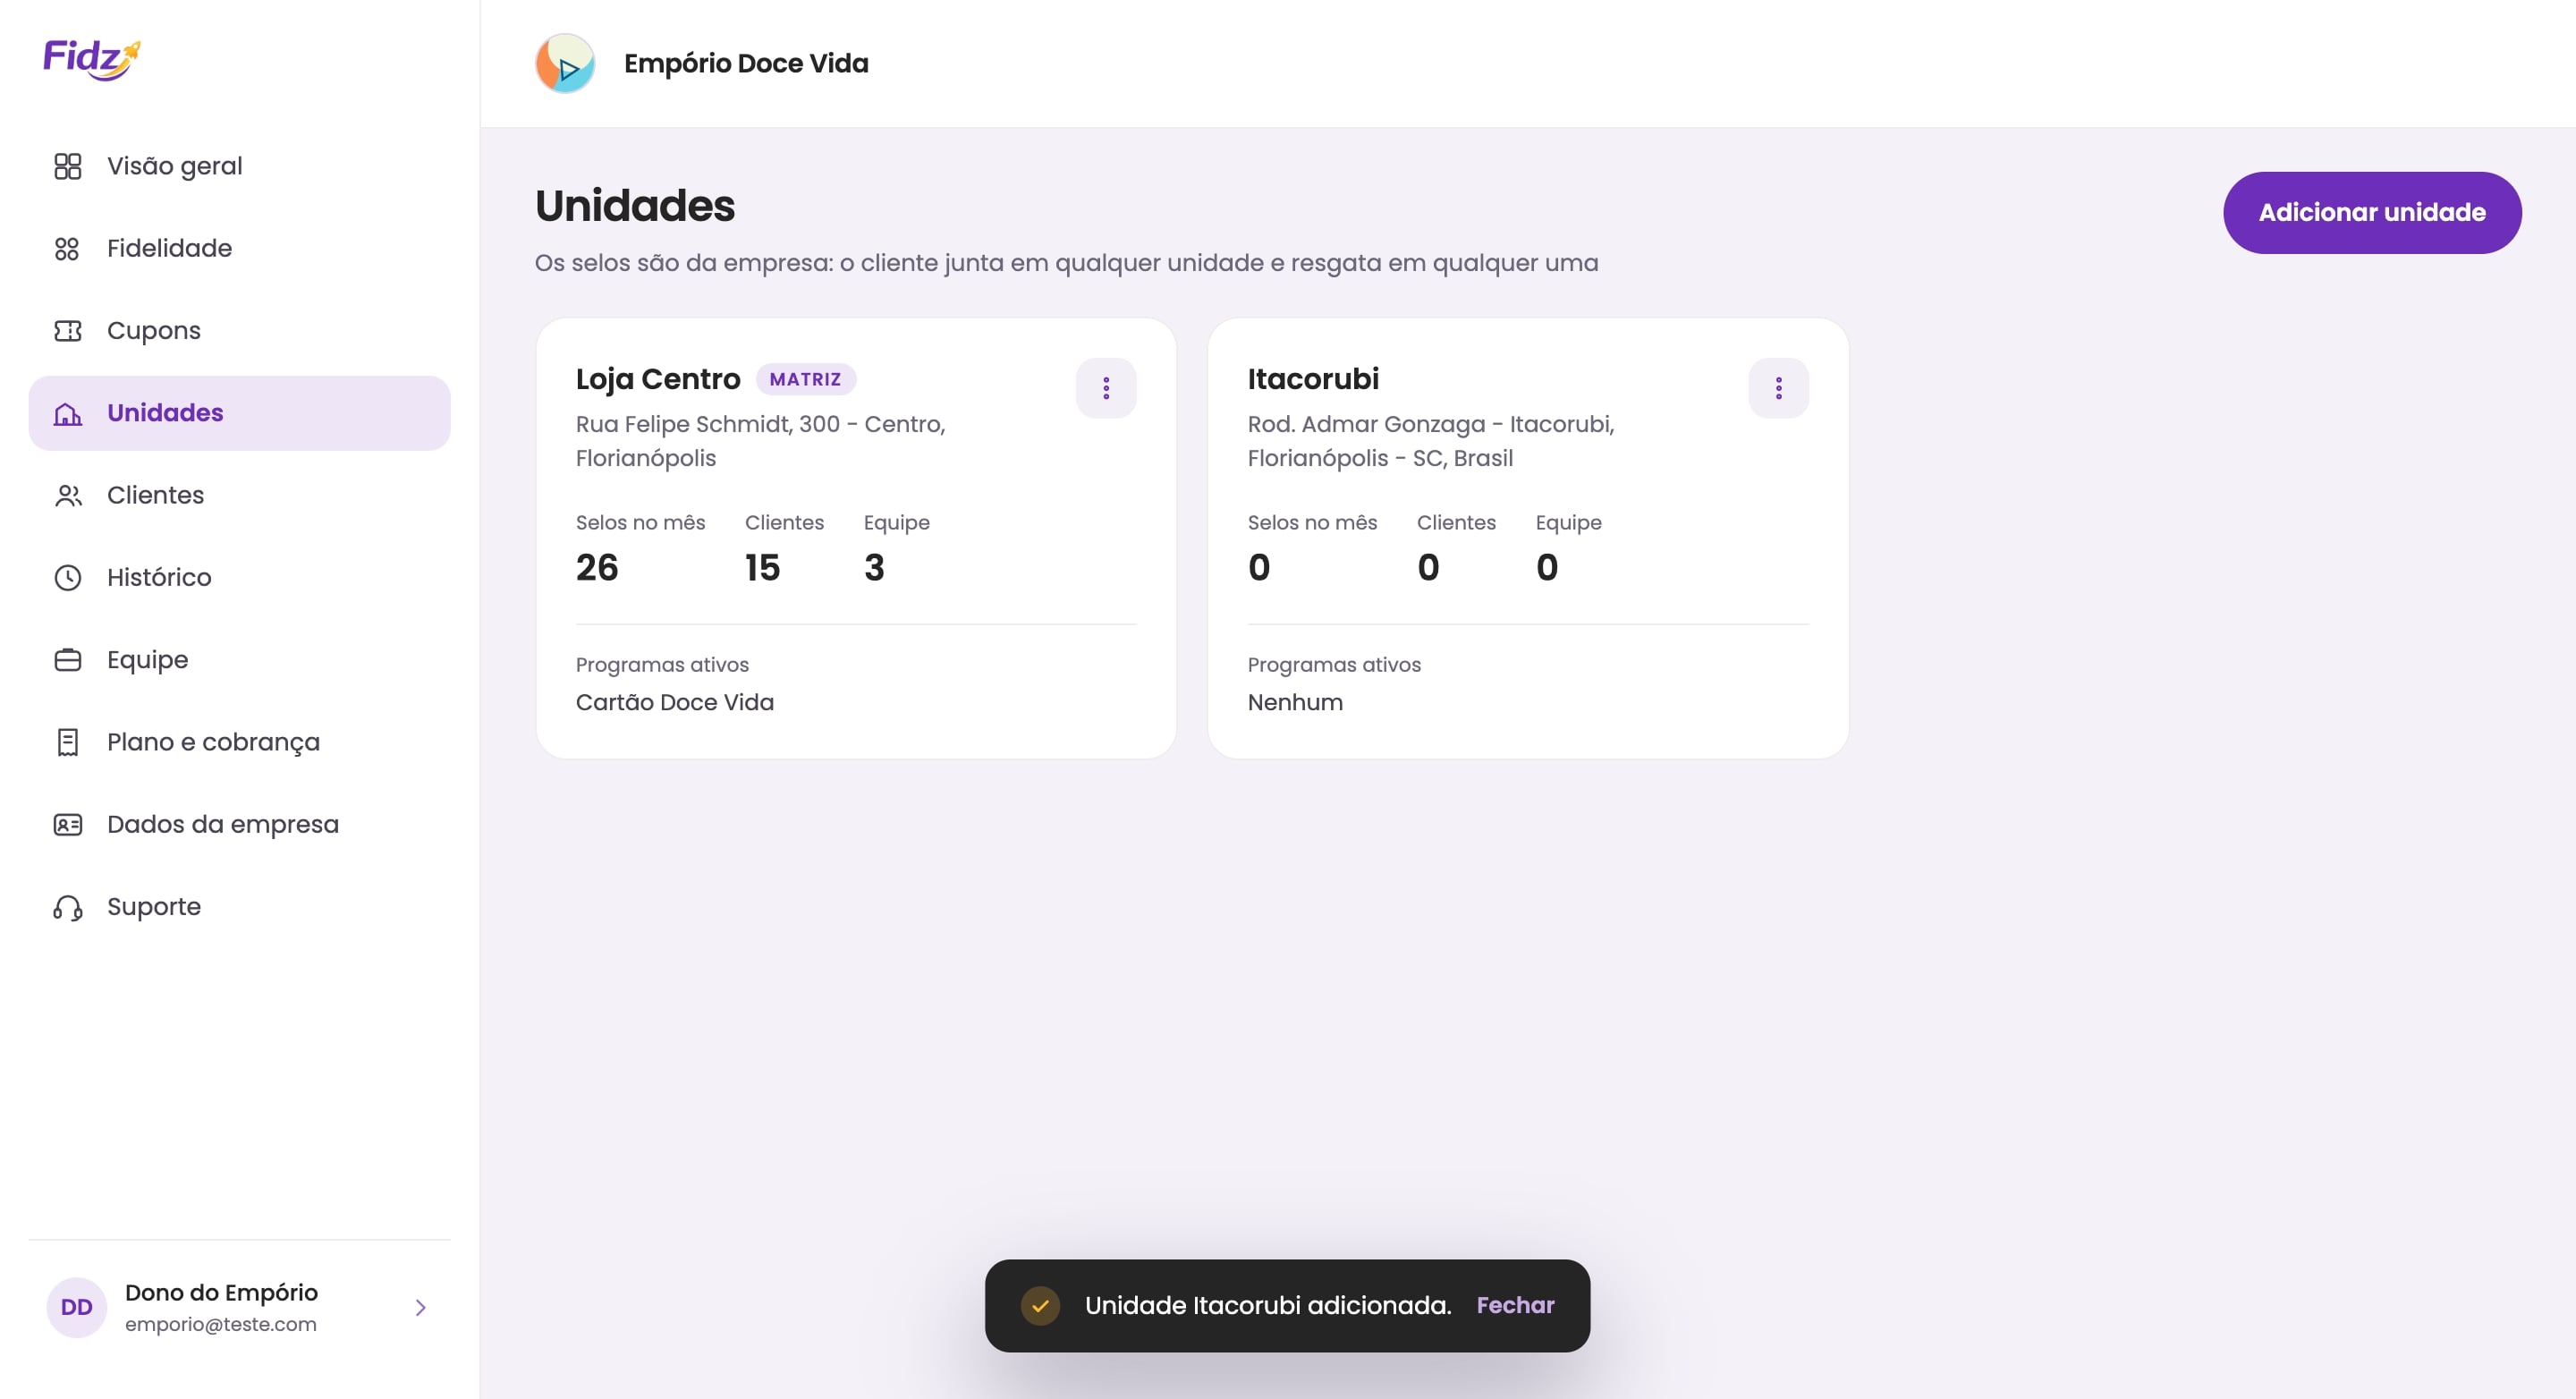 Fidz
Visão geral
Fidelidade
Cupons
Unidades
Clientes
Histórico
Equipe
Plano e cobrança
Dados da empresa
Suporte
DD
Dono do Empório
emporio@teste.com
Empório Doce Vida
Unidades
Os selos são da empresa: o cliente junta em qualquer unidade e resgata em qualquer uma
Adicionar unidade
Loja Centro MATRIZ
Rua Felipe Schmidt, 300 - Centro,
Florianópolis
Selos no mês Clientes Equipe
26 15 3
Programas ativos
Cartão Doce Vida
Itacorubi
Rod. Admar Gonzaga - Itacorubi,
Florianópolis - SC, Brasil
Selos no mês Clientes Equipe
0 0 0
Programas ativos
Nenhum
Unidade Itacorubi adicionada. Fechar